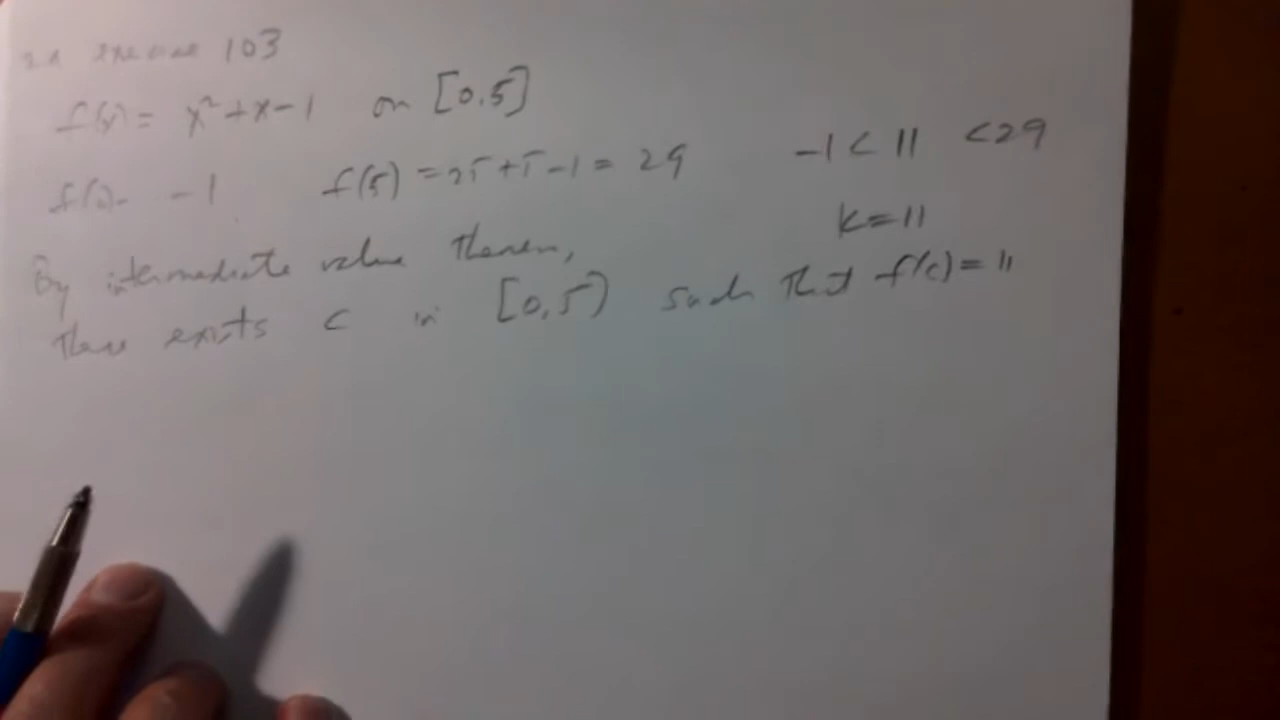 exercise 103
f(x) = x²+x-1 on [0,5]
f(0)= -1 f(5) = 25+5-1 = 29 -1 < 11 < 29
k=11
By intermediate value theorem,
there exists c in [0,5] such that f(c) = 11